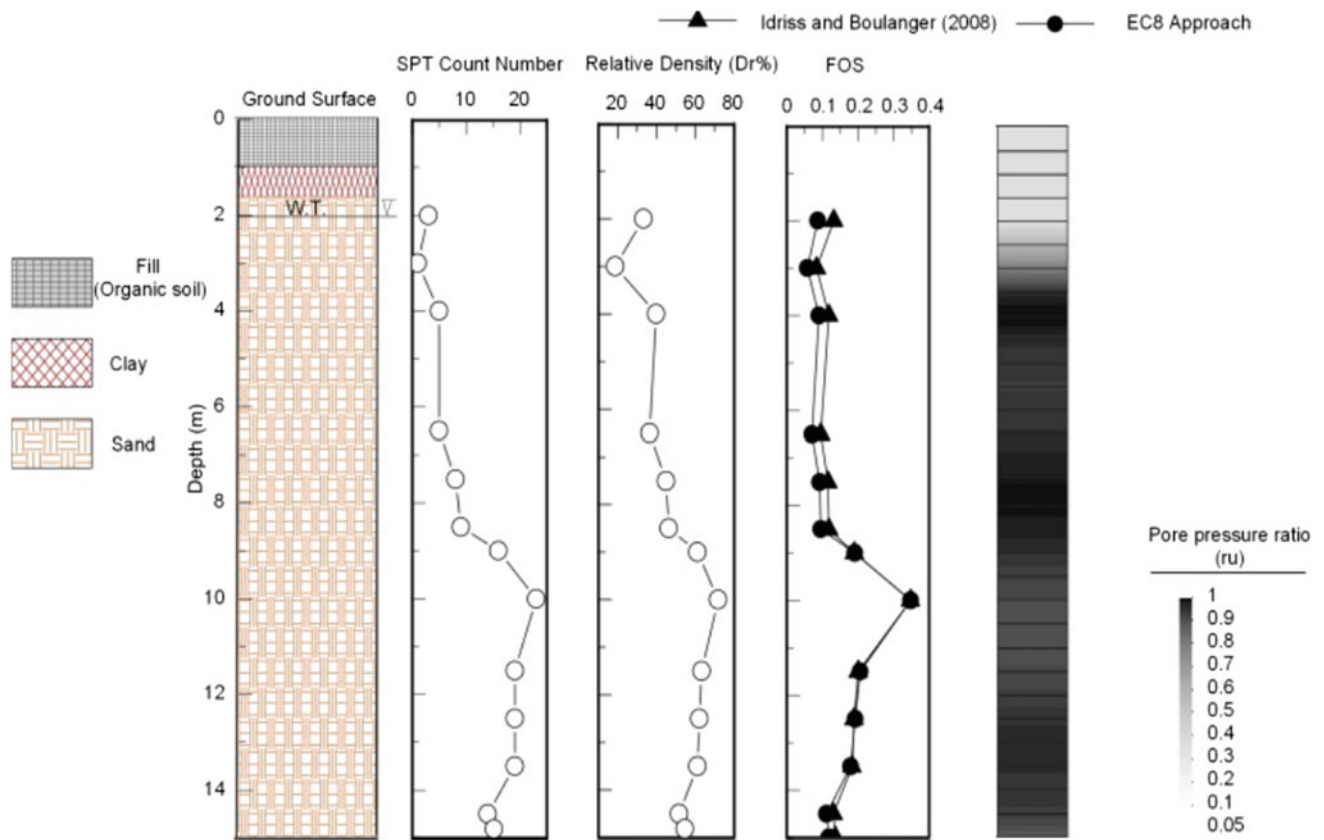 Idriss and Boulanger (2008) EC8 Approach
SPT Count Number Relative Density (Dr%) FOS
Ground Surface
0 10 20
20 40 60 80
0 0.1 0.2 0.3 0.4
0
2
4
6
8
10
12
14
Depth (m)
W.T.
Fill
(Organic soil)
Clay
Sand
Pore pressure ratio
(ru)
1
0.9
0.8
0.7
0.6
0.5
0.4
0.3
0.2
0.1
0.05